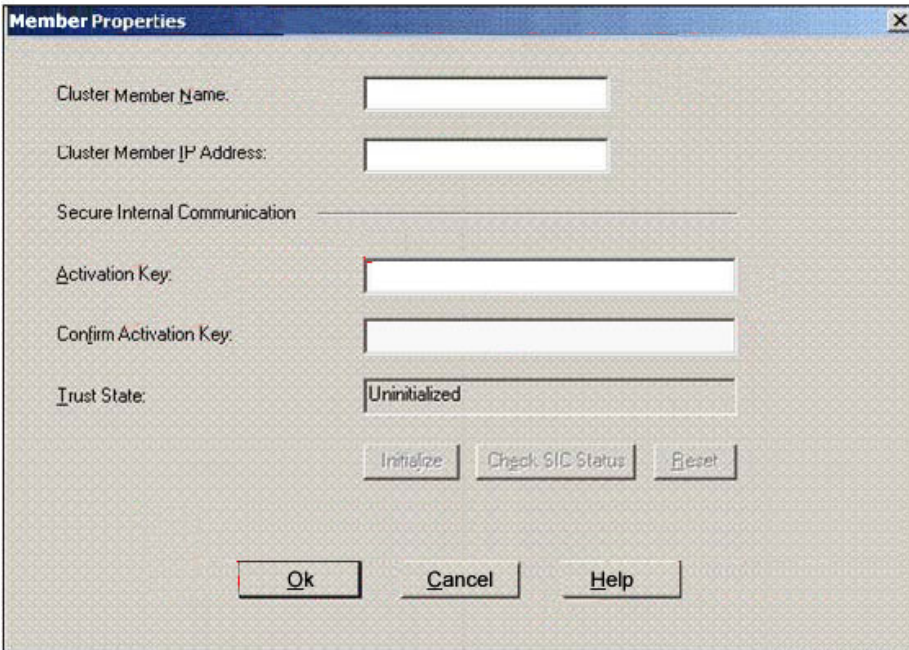 Member Properties
Cluster Member Name:
Cluster Member IP Address:
Secure Internal Communication
Activation Key:
Confirm Activation Key:
Trust State:
Uninitialized
Initialize Check SIC Status Reset
Ok Cancel Help